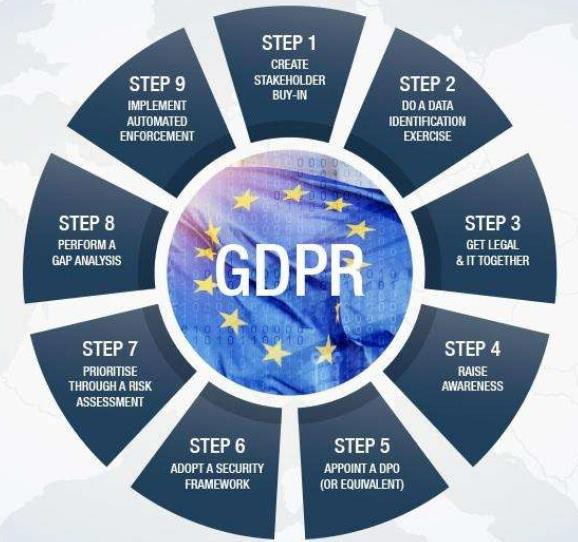 STEP 1
CREATE
STAKEHOLDER
BUY-IN
STEP 2
DO A DATA
IDENTIFICATION
EXERCISE
STEP 3
GET LEGAL
& IT TOGETHER
STEP 4
RAISE
AWARENESS
STEP 5
APPOINT A DPO
(OR EQUIVALENT)
STEP 6
ADOPT A SECURITY
FRAMEWORK
STEP 7
PRIORITISE
THROUGH A RISK
ASSESSMENT
STEP 8
PERFORM A
GAP ANALYSIS
STEP 9
IMPLEMENT
AUTOMATED
ENFORCEMENT
GDPR